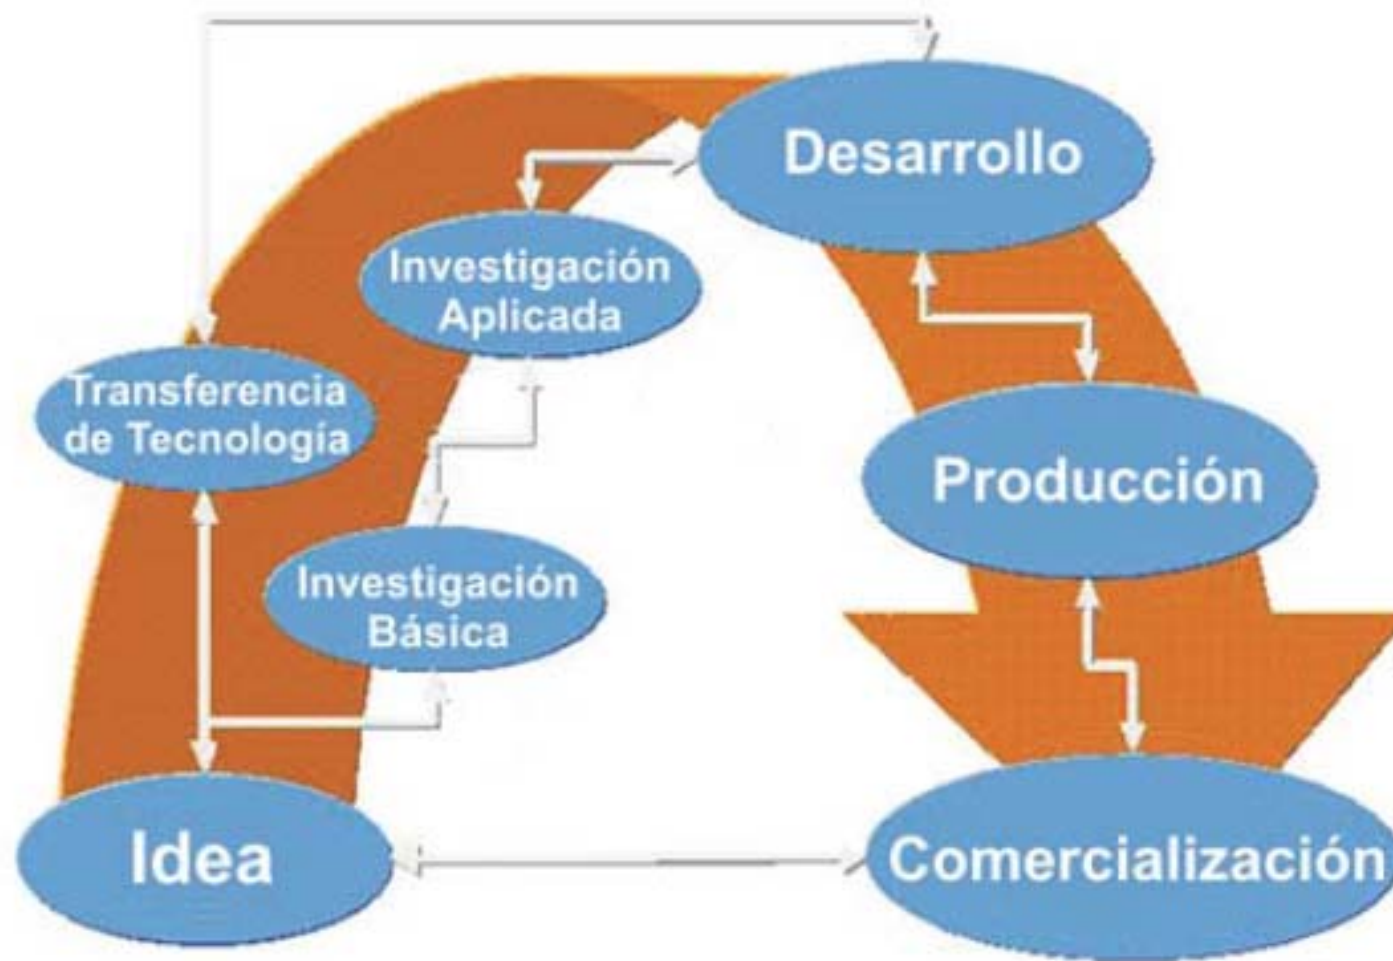 Desarrollo
Investigación
Aplicada
Transferencia
de Tecnología
Producción
Investigación
Básica
Idea
Comercialización